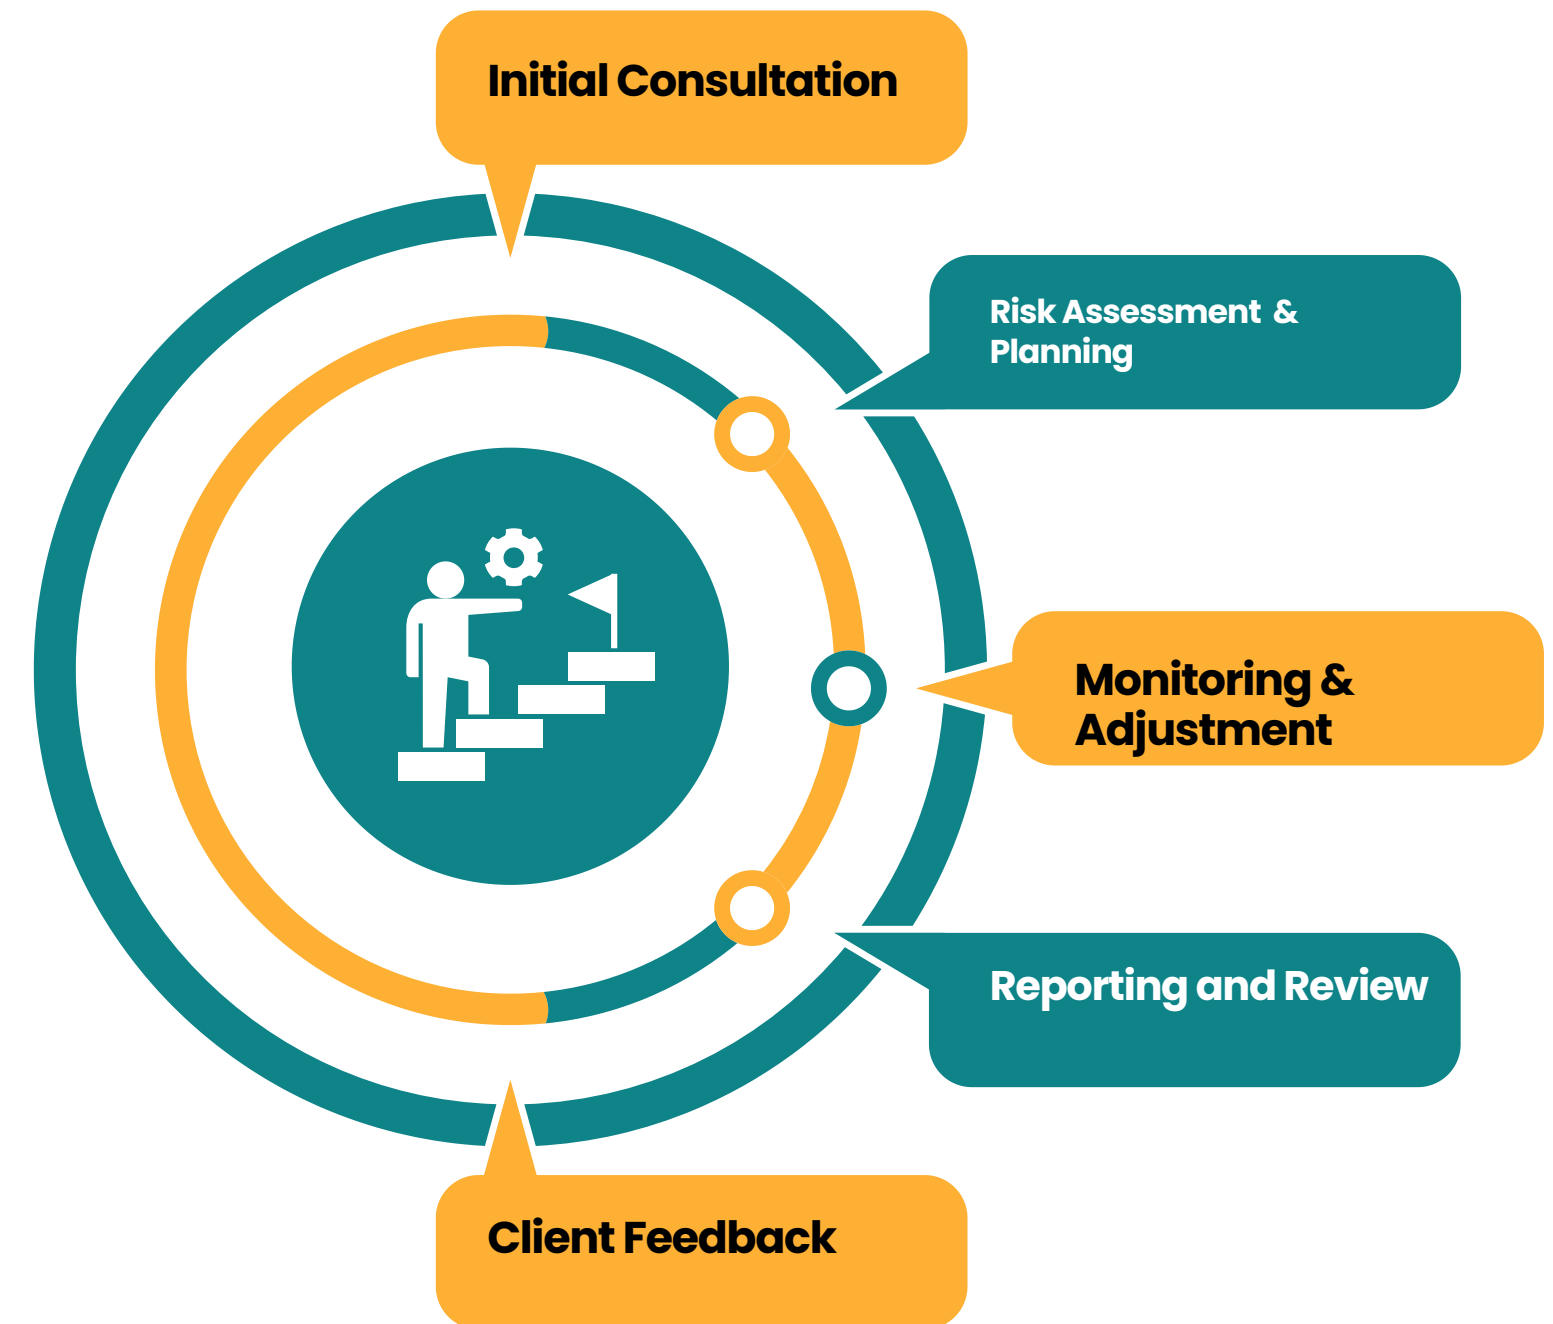 Initial Consultation
Risk Assessment &
Planning
Monitoring &
Adjustment
Reporting and Review
Client Feedback